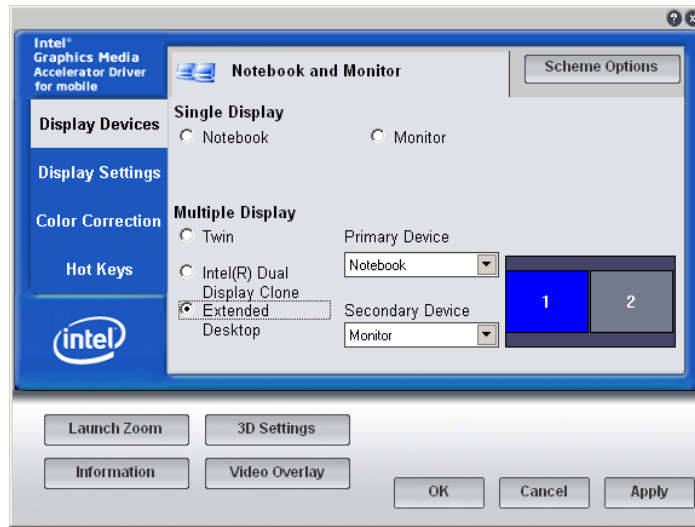 Intel®
Graphics Media
Accelerator Driver
for mobile
Notebook and Monitor
Scheme Options
Display Devices
Display Settings
Color Correction
Hot Keys
intel
Single Display
Notebook
Monitor
Multiple Display
Twin
Intel(R) Dual
Display Clone
Extended
Desktop
Primary Device
Notebook
Secondary Device
Monitor
1
2
Launch Zoom
3D Settings
Information
Video Overlay
OK
Cancel
Apply